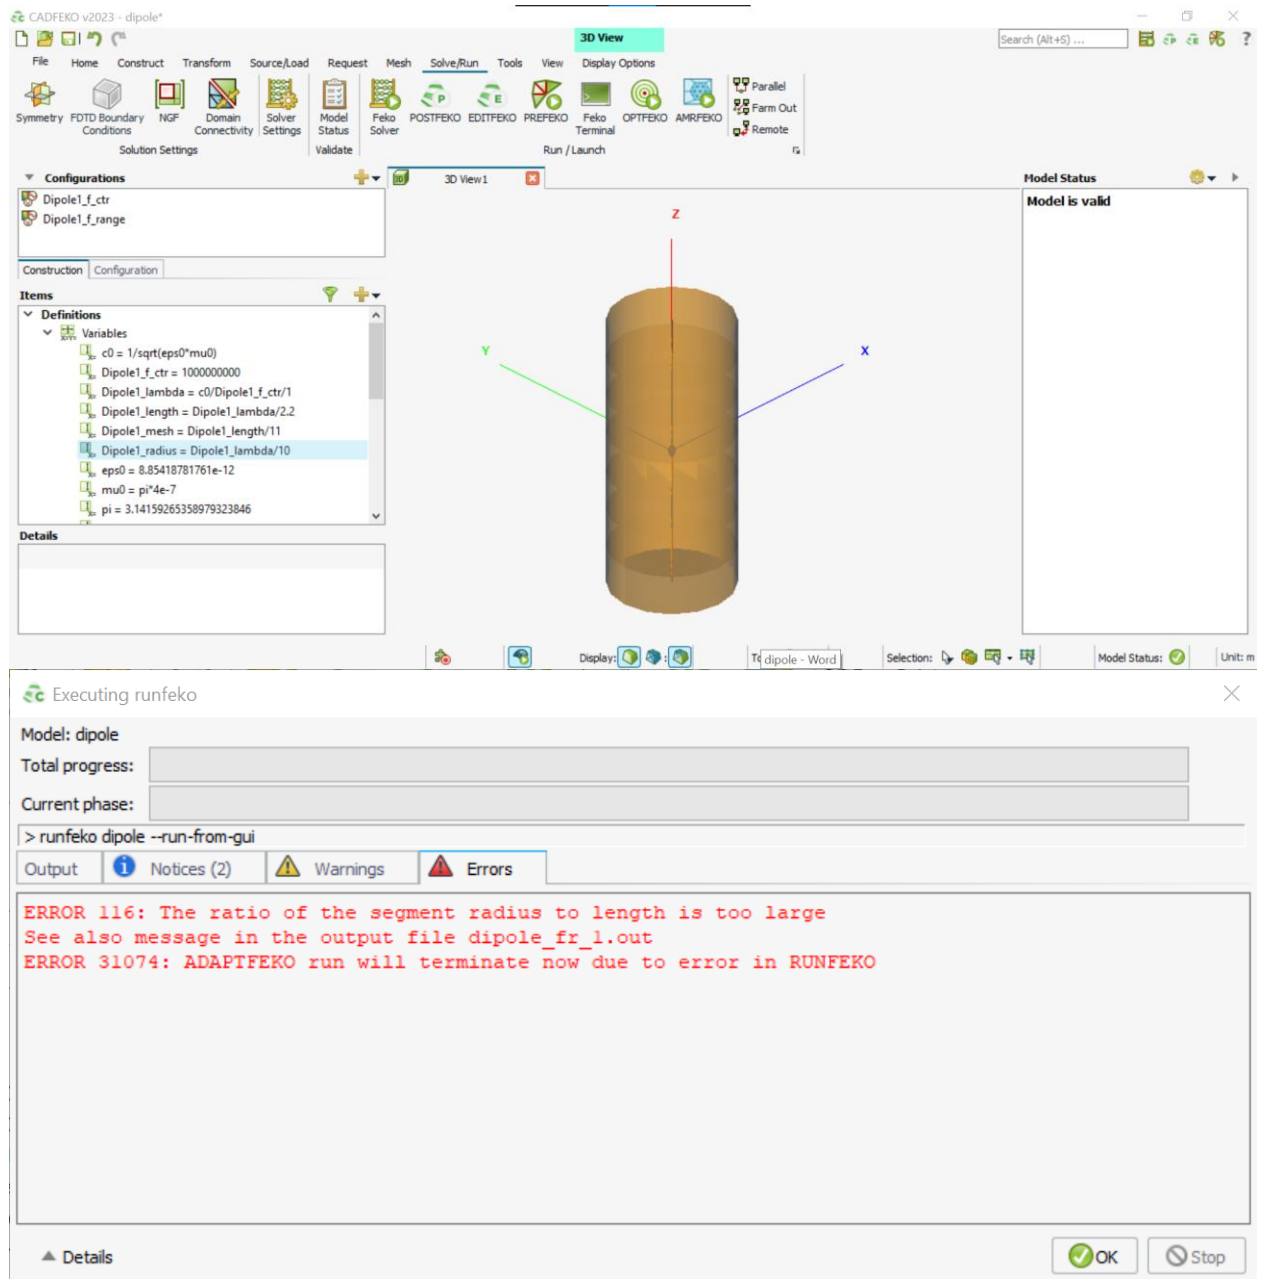 CADFEKO v2023 - dipole*
3D View
Search (Alt+S) ...
?
File Home Construct Transform Source/Load Request Mesh Solve/Run Tools View Display Options
Symmetry
FDTD Boundary
Conditions
NGF
Domain
Connectivity
Solver
Settings
Model
Status
Feko
Solver
POSTFEKO
EDITFEKO
PREFEKO
Feko
Terminal
OPTFEKO
AMRFEKO
Parallel
Farm Out
Remote
Solution Settings
Validate
Run / Launch
Configurations
Dipole1_f_ctr
Dipole1_f_range
Construction Configuration
Items
Definitions
Variables
c0 = 1/sqrt(eps0*mu0)
Dipole1_f_ctr = 1000000000
Dipole1_lambda = c0/Dipole1_f_ctr/1
Dipole1_length = Dipole1_lambda/2.2
Dipole1_mesh = Dipole1_length/11
Dipole1_radius = Dipole1_lambda/10
eps0 = 8.85418781761e-12
mu0 = pi*4e-7
pi = 3.14159265358979323846
Details
3D View1
Z
Y
X
Model Status
Model is valid
Display:
dipole - Word
Selection:
Model Status:
Unit: m
Executing runfeko
Model: dipole
Total progress:
Current phase:
> runfeko dipole --run-from-gui
Output Notices (2) Warnings Errors
ERROR 116: The ratio of the segment radius to length is too large
See also message in the output file dipole_fr_1.out
ERROR 31074: ADAPTFEKO run will terminate now due to error in RUNFEKO
Details
OK
Stop